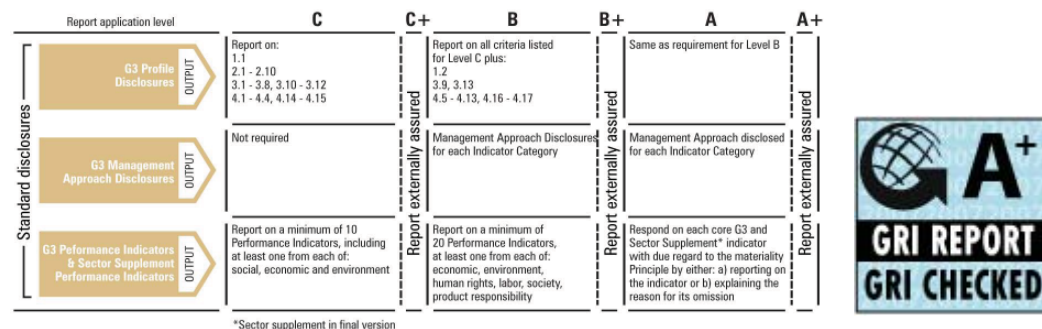 Report application level
C
C+
B
B+
A
A+
Standard disclosures
G3 Profile
Disclosures
OUTPUT
Report on:
1.1
2.1 - 2.10
3.1 - 3.8, 3.10 - 3.12
4.1 - 4.4, 4.14 - 4.15
Report externally assured
Report on all criteria listed
for Level C plus:
1.2
3.9, 3.13
4.5 - 4.13, 4.16 - 4.17
Report externally assured
Same as requirement for Level B
Report externally assured
G3 Management
Approach Disclosures
OUTPUT
Not required
Management Approach Disclosures
for each Indicator Category
Management Approach disclosed
for each Indicator Category
G3 Peformance Indicators
& Sector Supplement
Performance Indicators
OUTPUT
Report on a minimum of 10
Performance Indicators, including
at least one from each of:
social, economic and environment
Report on a minimum of
20 Performance Indicators,
at least one from each of:
economic, environment,
human rights, labor, society,
product responsibility
Respond on each core G3 and
Sector Supplement* indicator
with due regard to the materiality
Principle by either: a) reporting on
the indicator or b) explaining the
reason for its omission
*Sector supplement in final version
A+
GRI REPORT
GRI CHECKED